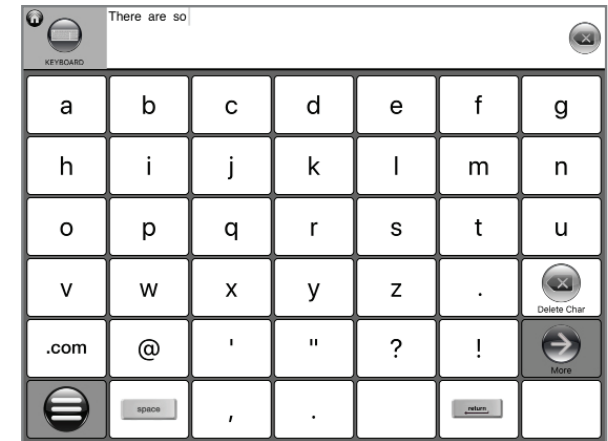 There are so
KEYBOARD
a b c d e f g
h i j k l m n
o p q r s t u
v w x y z .
Delete Char
.com @ ' " ? !
More
space , . return